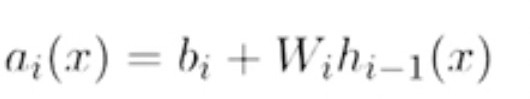 a_i(x) = b_i + W_i h_{i-1}(x)